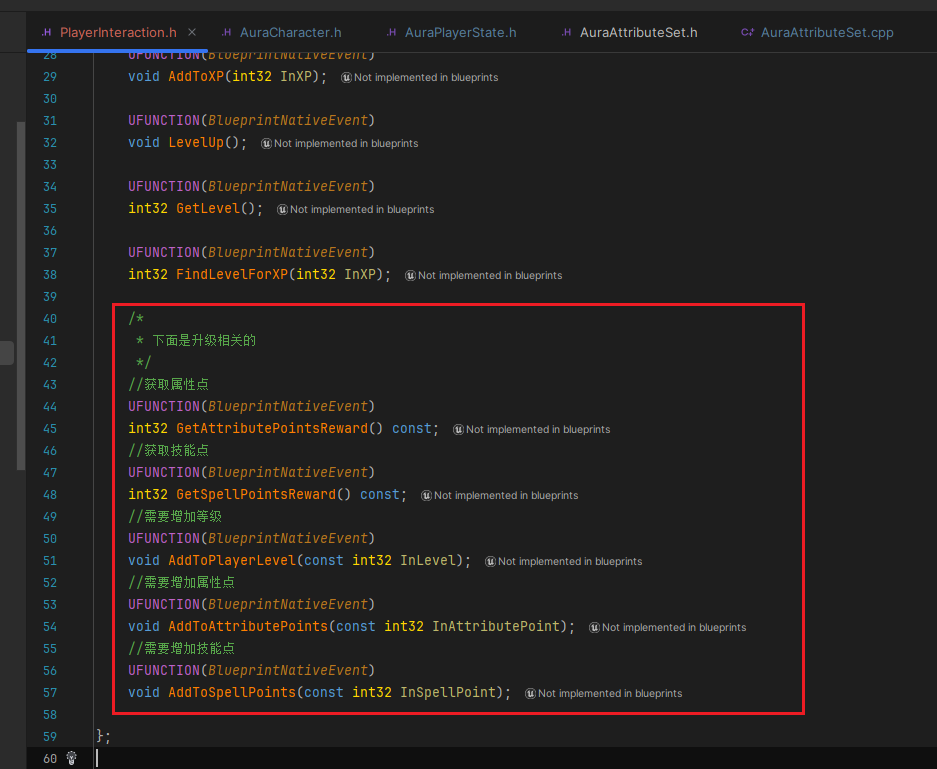 PlayerInteraction.h
AuraCharacter.h
AuraPlayerState.h
AuraAttributeSet.h
AuraAttributeSet.cpp
28 UFUNCTION(BlueprintNativeEvent)
29 void AddToXP(int32 InXP); Not implemented in blueprints
30
31 UFUNCTION(BlueprintNativeEvent)
32 void LevelUp(); Not implemented in blueprints
33
34 UFUNCTION(BlueprintNativeEvent)
35 int32 GetLevel(); Not implemented in blueprints
36
37 UFUNCTION(BlueprintNativeEvent)
38 int32 FindLevelForXP(int32 InXP); Not implemented in blueprints
39
40 /*
41 * 下面是升级相关的
42 */
43 //获取属性点
44 UFUNCTION(BlueprintNativeEvent)
45 int32 GetAttributePointsReward() const; Not implemented in blueprints
46 //获取技能点
47 UFUNCTION(BlueprintNativeEvent)
48 int32 GetSpellPointsReward() const; Not implemented in blueprints
49 //需要增加等级
50 UFUNCTION(BlueprintNativeEvent)
51 void AddToPlayerLevel(const int32 InLevel); Not implemented in blueprints
52 //需要增加属性点
53 UFUNCTION(BlueprintNativeEvent)
54 void AddToAttributePoints(const int32 InAttributePoint); Not implemented in blueprints
55 //需要增加技能点
56 UFUNCTION(BlueprintNativeEvent)
57 void AddToSpellPoints(const int32 InSpellPoint); Not implemented in blueprints
58
59 };
60